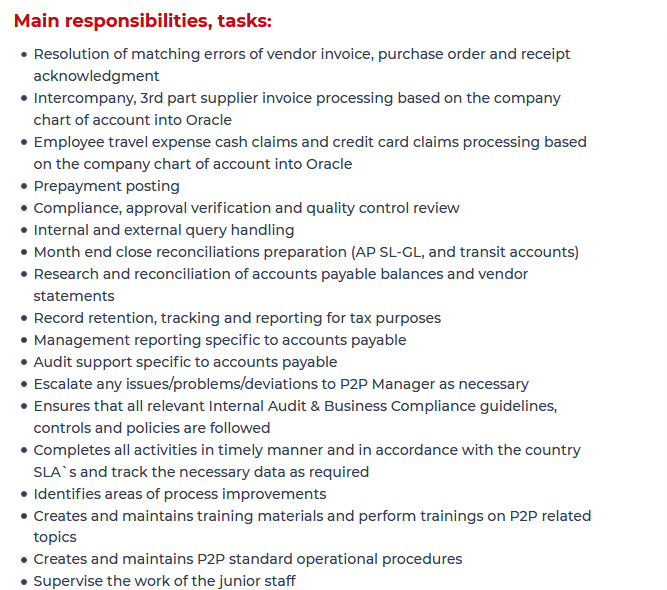 Main responsibilities, tasks:
• Resolution of matching errors of vendor invoice, purchase order and receipt
acknowledgment
• Intercompany, 3rd part supplier invoice processing based on the company
chart of account into Oracle
• Employee travel expense cash claims and credit card claims processing based
on the company chart of account into Oracle
• Prepayment posting
• Compliance, approval verification and quality control review
• Internal and external query handling
• Month end close reconciliations preparation (AP SL-GL, and transit accounts)
• Research and reconciliation of accounts payable balances and vendor
statements
• Record retention, tracking and reporting for tax purposes
• Management reporting specific to accounts payable
• Audit support specific to accounts payable
• Escalate any issues/problems/deviations to P2P Manager as necessary
• Ensures that all relevant Internal Audit & Business Compliance guidelines,
controls and policies are followed
• Completes all activities in timely manner and in accordance with the country
SLA`s and track the necessary data as required
• Identifies areas of process improvements
• Creates and maintains training materials and perform trainings on P2P related
topics
• Creates and maintains P2P standard operational procedures
• Supervise the work of the junior staff